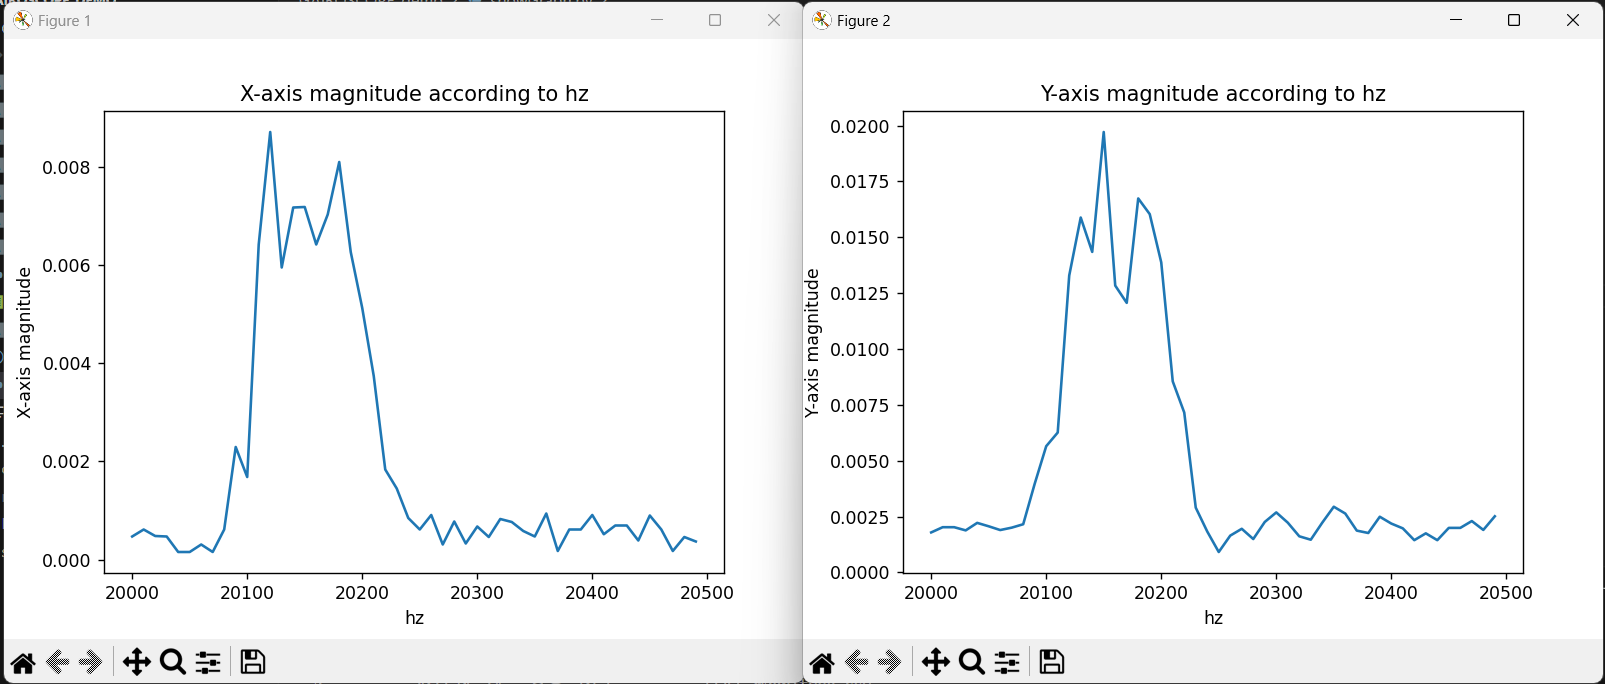 Figure 1
X-axis magnitude according to hz
X-axis magnitude
0.008
0.006
0.004
0.002
0.000
20000 20100 20200 20300 20400 20500
hz
Figure 2
Y-axis magnitude according to hz
Y-axis magnitude
0.0200
0.0175
0.0150
0.0125
0.0100
0.0075
0.0050
0.0025
0.0000
20000 20100 20200 20300 20400 20500
hz